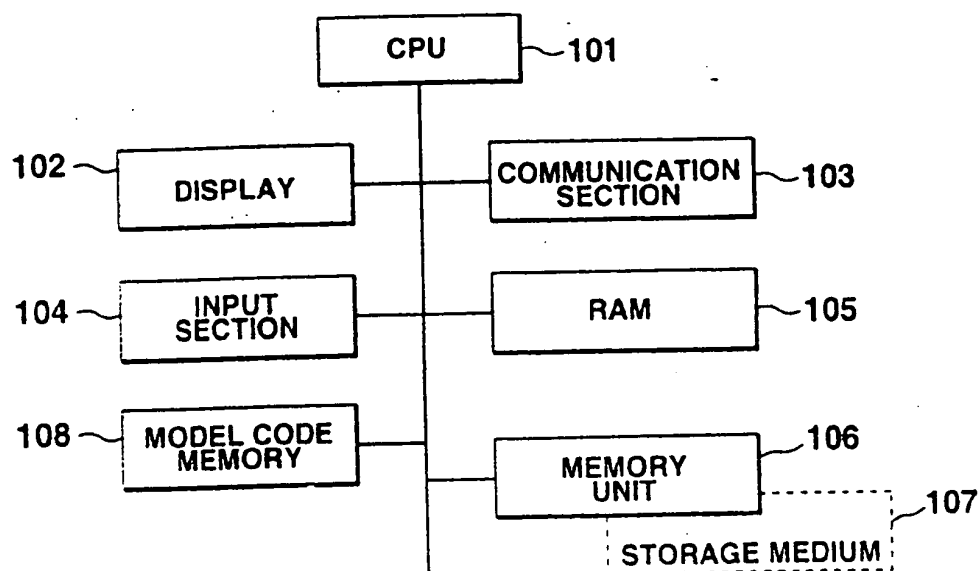 CPU
101
102
DISPLAY
COMMUNICATION
SECTION
103
104
INPUT
SECTION
RAM
105
108
MODEL CODE
MEMORY
MEMORY
UNIT
106
107
STORAGE MEDIUM